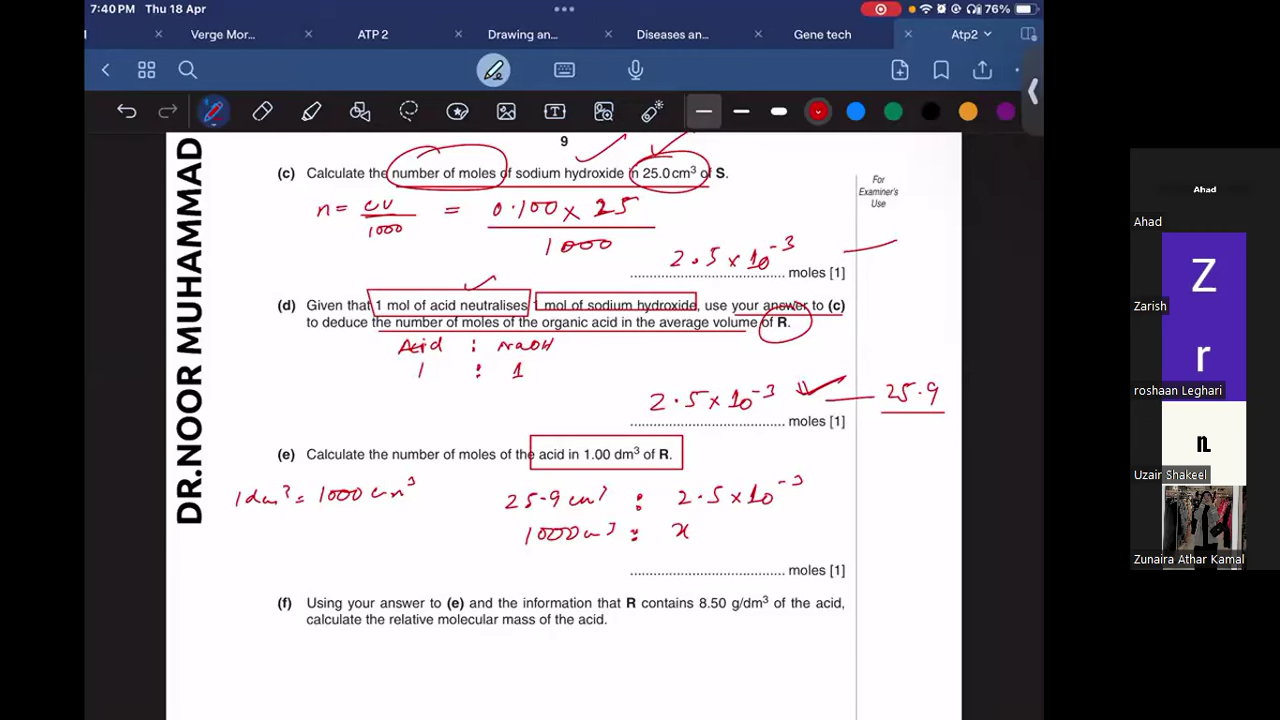 7:40 PM Thu 18 Apr
76%
Verge Mor...
ATP 2
Drawing an...
Diseases an...
Gene tech
Atp2
DR.NOOR MUHAMMAD
9
For
Examiner's
Use
(c) Calculate the number of moles of sodium hydroxide in 25.0 cm³ of S.
n = cv/1000 = 0.100 × 25/1000
2.5 × 10⁻³
moles [1]
(d) Given that 1 mol of acid neutralises 1 mol of sodium hydroxide, use your answer to (c)
to deduce the number of moles of the organic acid in the average volume of R.
Acid : NaOH
1 : 1
2.5 × 10⁻³ 25.9
moles [1]
(e) Calculate the number of moles of the acid in 1.00 dm³ of R.
1dm³ = 1000 cm³
25.9 cm³ : 2.5 × 10⁻³
1000 cm³ : x
moles [1]
(f) Using your answer to (e) and the information that R contains 8.50 g/dm³ of the acid,
calculate the relative molecular mass of the acid.
Ahad
Ahad
Z
Zarish
r
roshaan Leghari
n
Uzair Shakeel
Zunaira Athar Kamal